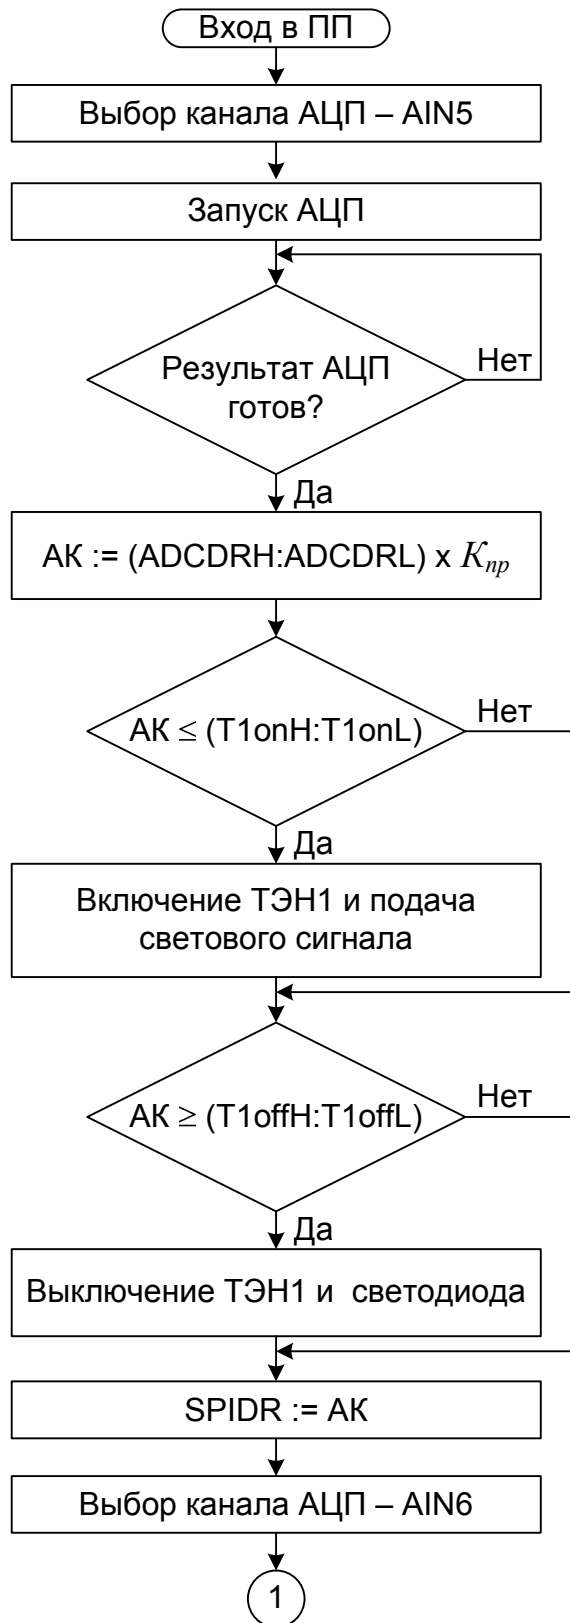 Вход в ПП
Выбор канала АЦП – AIN5
Запуск АЦП
Результат АЦП
готов?
Нет
Да
АК := (ADCDRH:ADCDRL) x Kпр
АК ≤ (T1onH:T1onL)
Нет
Да
Включение ТЭН1 и подача
светового сигнала
АК ≥ (T1offH:T1offL)
Нет
Да
Выключение ТЭН1 и светодиода
SPIDR := АК
Выбор канала АЦП – AIN6
1